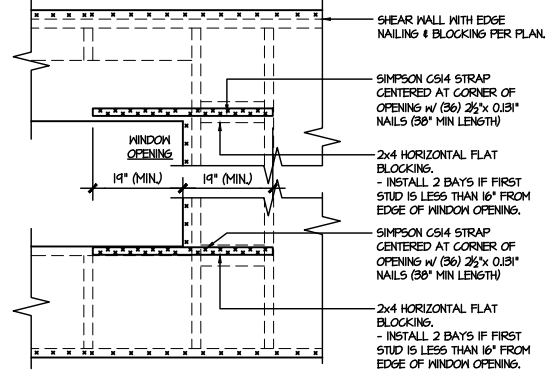 SHEAR WALL WITH EDGE
NAILING & BLOCKING PER PLAN.
SIMPSON CS14 STRAP
CENTERED AT CORNER OF
OPENING W/ (36) 2½"x 0.131"
NAILS (38" MIN LENGTH)
WINDOW
OPENING
19" (MIN.)
19" (MIN.)
2x4 HORIZONTAL FLAT
BLOCKING.
- INSTALL 2 BAYS IF FIRST
STUD IS LESS THAN 16" FROM
EDGE OF WINDOW OPENING.
SIMPSON CS14 STRAP
CENTERED AT CORNER OF
OPENING W/ (36) 2½"x 0.131"
NAILS (38" MIN LENGTH)
2x4 HORIZONTAL FLAT
BLOCKING.
- INSTALL 2 BAYS IF FIRST
STUD IS LESS THAN 16" FROM
EDGE OF WINDOW OPENING.